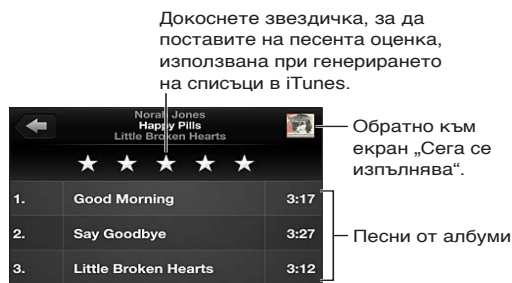 Докоснете звездичка, за да
поставите на песента оценка,
използвана при генерирането
на списъци в iTunes.
Norah Jones
Happy Pills
Little Broken Hearts
Обратно към
екран „Сега се
изпълнява“.
1. Good Morning 3:17
2. Say Goodbye 3:27
3. Little Broken Hearts 3:12
Песни от албуми